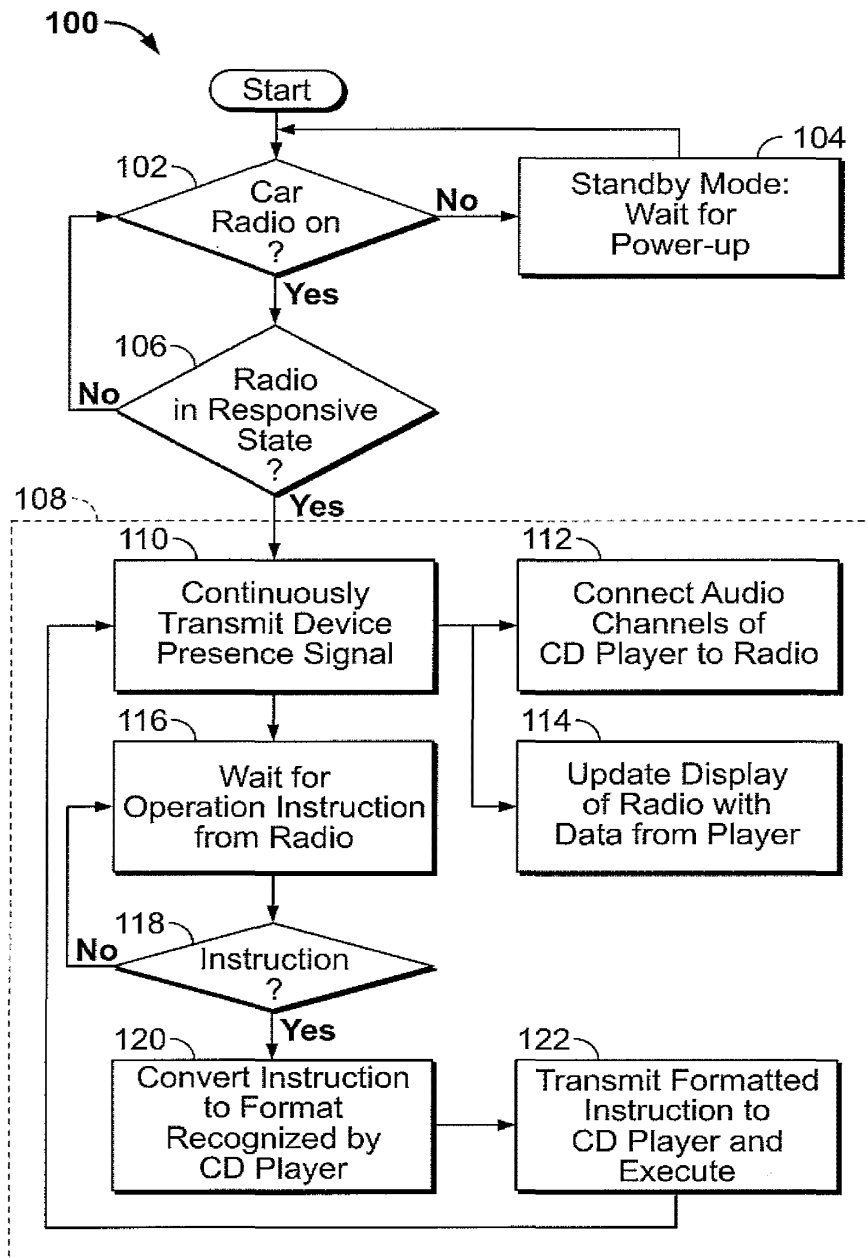 100
Start
102
Car
Radio on
?
No
104
Standby Mode:
Wait for
Power-up
Yes
106
Radio
in Responsive
State
?
No
Yes
108
110
Continuously
Transmit Device
Presence Signal
112
Connect Audio
Channels of
CD Player to Radio
116
Wait for
Operation Instruction
from Radio
114
Update Display
of Radio with
Data from Player
118
Instruction
?
No
Yes
120
Convert Instruction
to Format
Recognized by
CD Player
122
Transmit Formatted
Instruction to
CD Player and
Execute